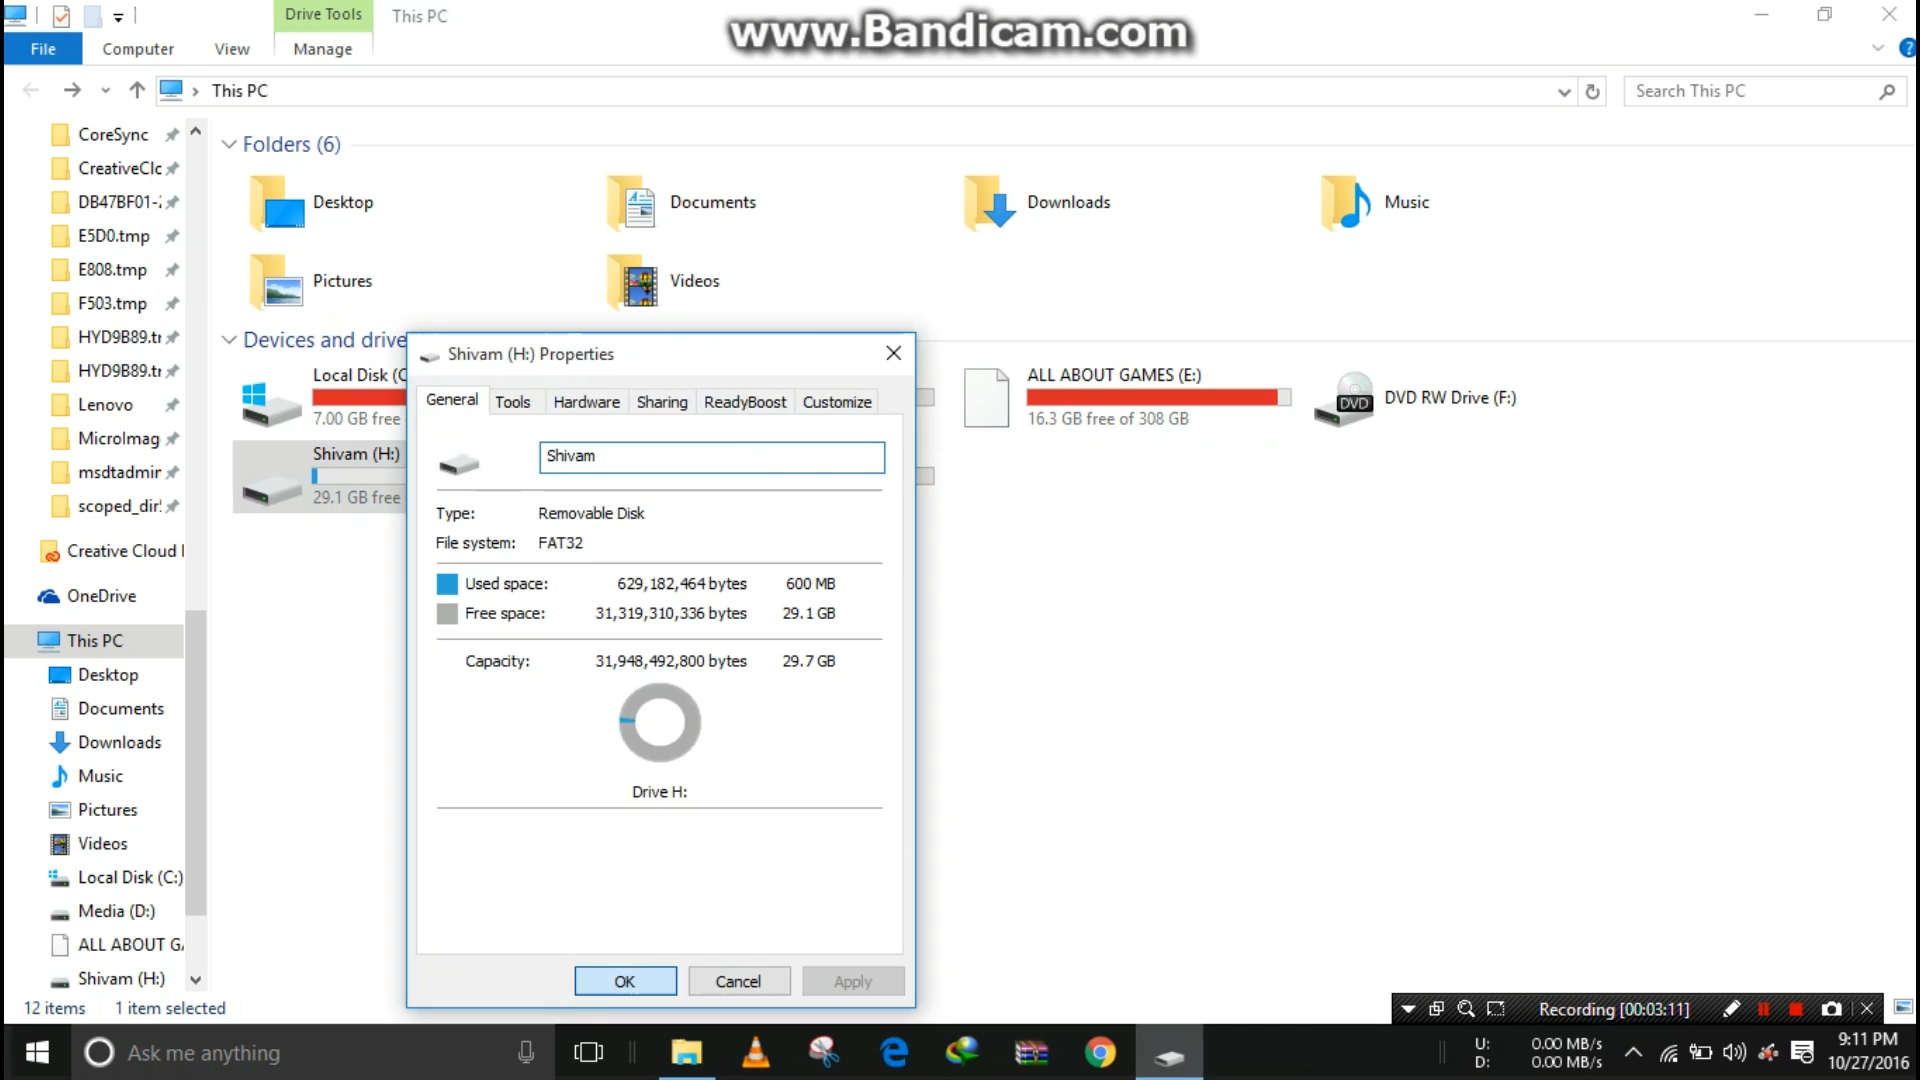 Drive Tools
This PC
www.Bandicam.com
File
Computer
View
Manage
This PC
Search This PC
CoreSync
CreativeClc
DB47BF01-
E5D0.tmp
E808.tmp
F503.tmp
HYD9B89.tr
HYD9B89.tr
Lenovo
MicroImag
msdtadmir
scoped_dir!
Creative Cloud
OneDrive
This PC
Desktop
Documents
Downloads
Music
Pictures
Videos
Local Disk (C:)
Media (D:)
ALL ABOUT GA
Shivam (H:)
Folders (6)
Desktop
Documents
Downloads
Music
Pictures
Videos
Devices and drive
Local Disk (C
7.00 GB free
ALL ABOUT GAMES (E:)
16.3 GB free of 308 GB
DVD
DVD RW Drive (F:)
Shivam (H:)
29.1 GB free
Shivam (H:) Properties
General
Tools
Hardware
Sharing
ReadyBoost
Customize
Shivam
Type: Removable Disk
File system: FAT32
Used space: 629,182,464 bytes 600 MB
Free space: 31,319,310,336 bytes 29.1 GB
Capacity: 31,948,492,800 bytes 29.7 GB
Drive H:
OK
Cancel
Apply
12 items
1 item selected
Recording [00:03:11]
Ask me anything
U: 0.00 MB/s
D: 0.00 MB/s
9:11 PM
10/27/2016